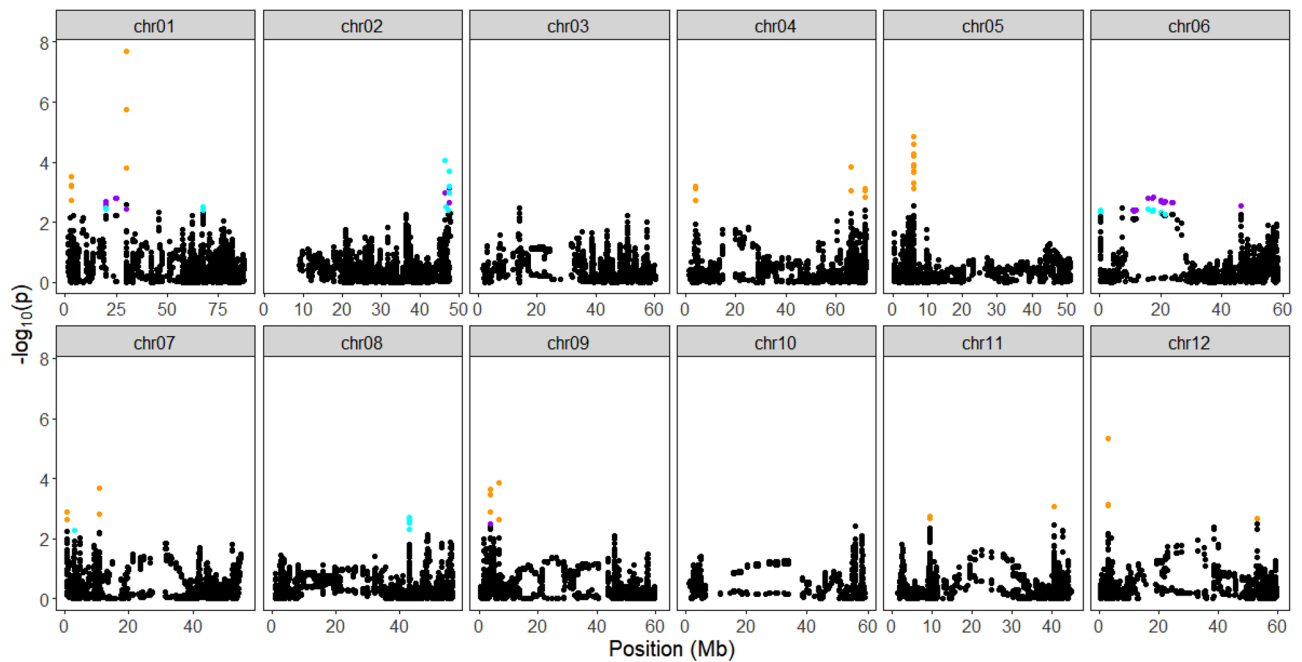 chr01 chr02 chr03 chr04 chr05 chr06
8
6
4
2
0
0 25 50 75 0 10 20 30 40 50 0 20 40 60 0 20 40 60 0 10 20 30 40 50 0 20 40 60
-log10(p)
chr07 chr08 chr09 chr10 chr11 chr12
8
6
4
2
0
0 20 40 0 20 40 0 20 40 60 0 20 40 60 0 10 20 30 40 0 20 40 60
Position (Mb)